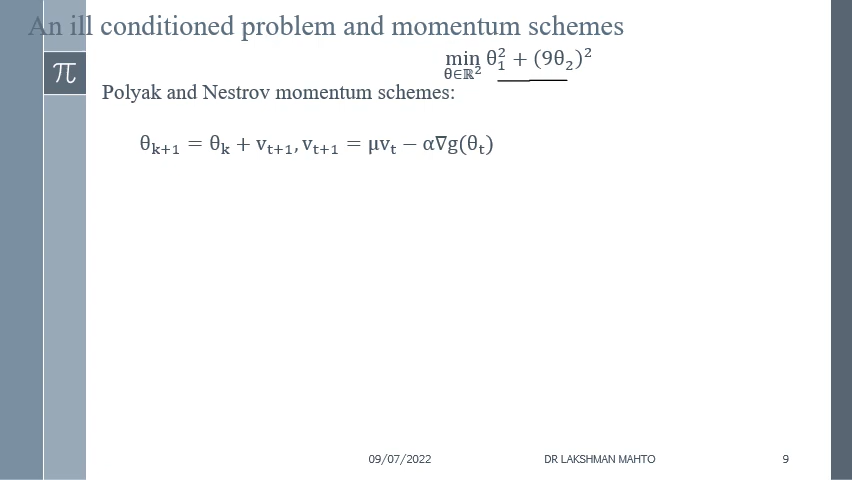 An ill conditioned problem and momentum schemes
min θ∈ℝ² θ₁² + (9θ₂)²
π
Polyak and Nestrov momentum schemes:
θₖ₊₁ = θₖ + vₜ₊₁, vₜ₊₁ = μvₜ − α∇g(θₜ)
09/07/2022 DR LAKSHMAN MAHTO 9